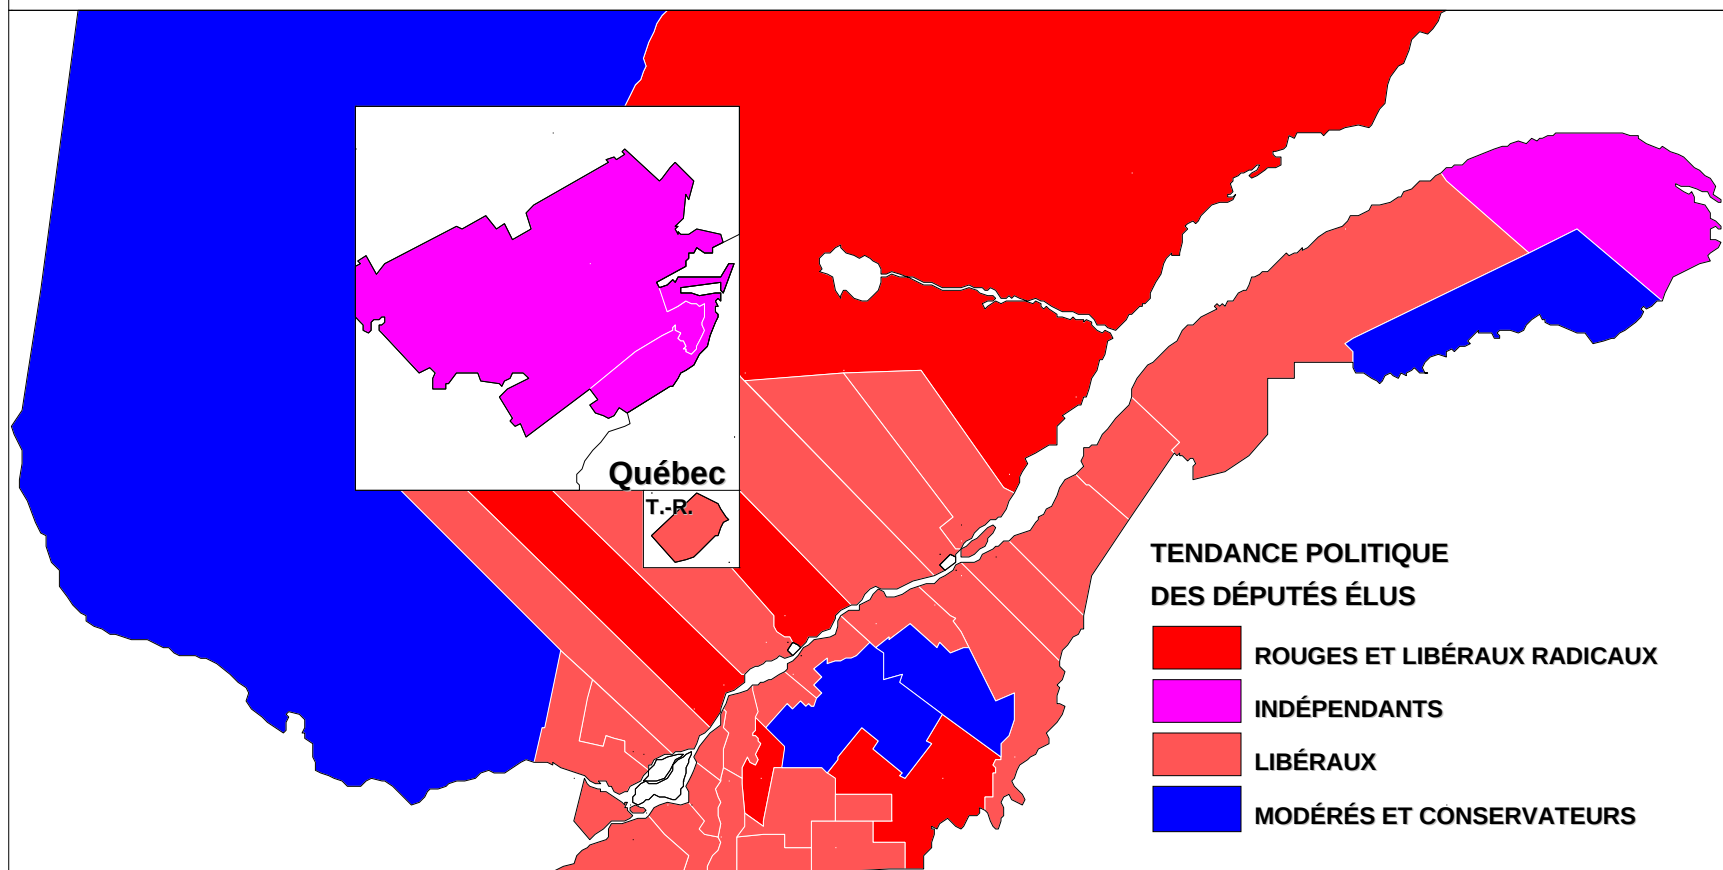 Québec
T.-R.
TENDANCE POLITIQUE
DES DÉPUTÉS ÉLUS
ROUGES ET LIBÉRAUX RADICAUX
INDÉPENDANTS
LIBÉRAUX
MODÉRÉS ET CONSERVATEURS